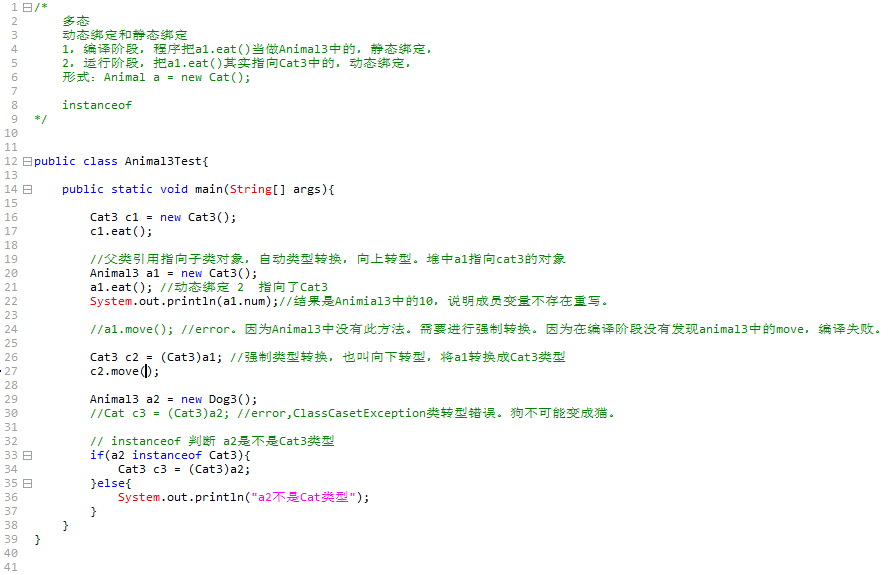 1 /*
2     多态
3     动态绑定和静态绑定
4     1, 编译阶段, 程序把a1.eat()当做Animal3中的, 静态绑定,
5     2, 运行阶段, 把a1.eat()其实指向Cat3中的, 动态绑定,
6     形式: Animal a = new Cat();
7
8     instanceof
9 */
10
11
12 public class Animal3Test{
13
14     public static void main(String[] args){
15
16         Cat3 c1 = new Cat3();
17         c1.eat();
18
19         //父类引用指向子类对象, 自动类型转换, 向上转型。堆中a1指向cat3的对象
20         Animal3 a1 = new Cat3();
21         a1.eat(); //动态绑定 2  指向了Cat3
22         System.out.println(a1.num);//结果是Animial3中的10, 说明成员变量不存在重写。
23
24         //a1.move(); //error。因为Animal3中没有此方法。需要进行强制转换。因为在编译阶段没有发现animal3中的move, 编译失败。
25
26         Cat3 c2 = (Cat3)a1; //强制类型转换, 也叫向下转型, 将a1转换成Cat3类型
27         c2.move();
28
29         Animal3 a2 = new Dog3();
30         //Cat c3 = (Cat3)a2; //error,ClassCasetException类转型错误。狗不可能变成猫。
31
32         // instanceof 判断 a2是不是Cat3类型
33         if(a2 instanceof Cat3){
34             Cat3 c3 = (Cat3)a2;
35         }else{
36             System.out.println("a2不是Cat类型");
37         }
38     }
39 }
40
41